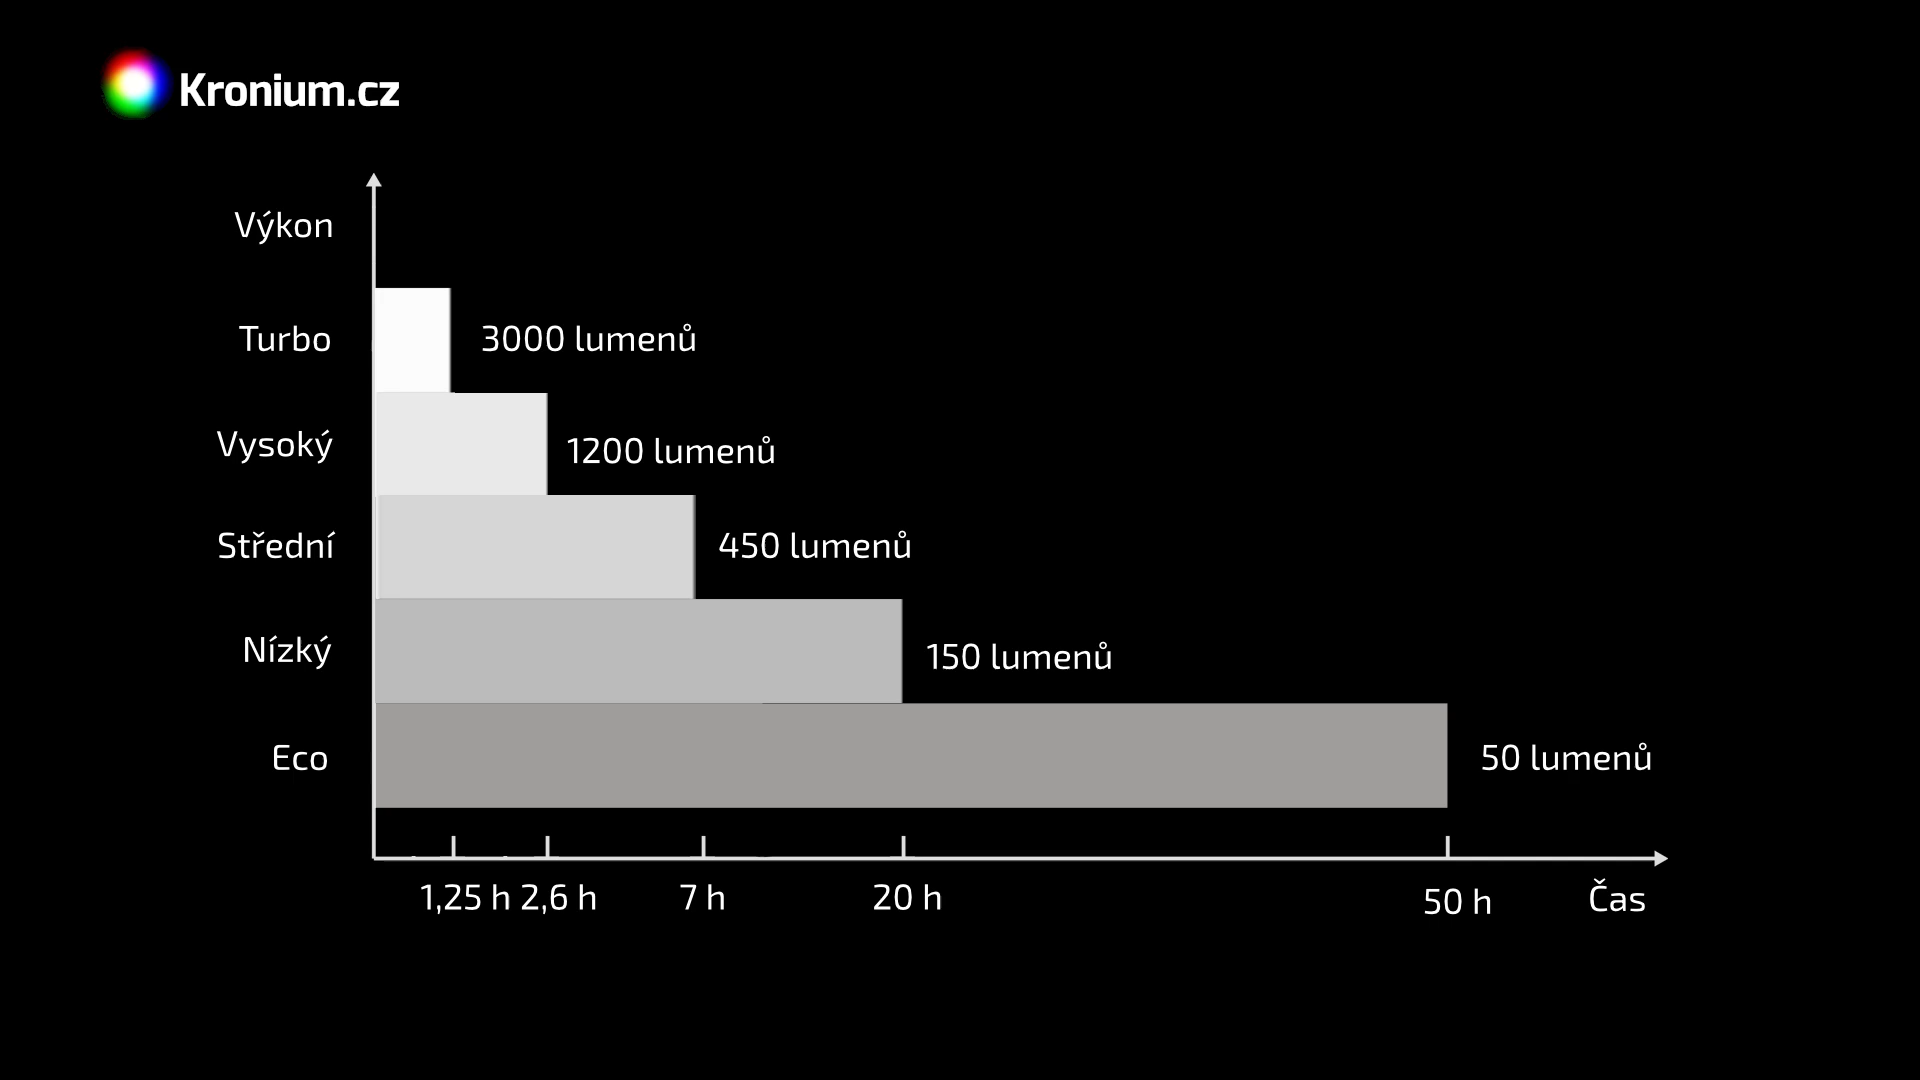 Kronium.cz
Výkon
Turbo
3000 lumenů
Vysoký
1200 lumenů
Střední
450 lumenů
Nízký
150 lumenů
Eco
50 lumenů
1,25 h 2,6 h 7 h 20 h 50 h Čas